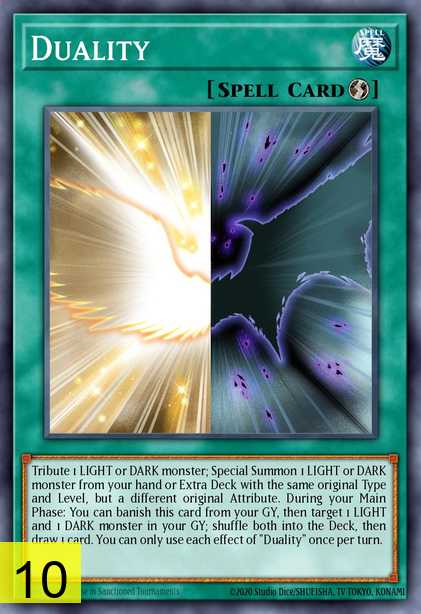 DUALITY
SPELL
魔
[SPELL CARD]
Tribute 1 LIGHT or DARK monster; Special Summon 1 LIGHT or DARK
monster from your hand or Extra Deck with the same original Type
and Level, but a different original Attribute. During your Main
Phase: You can banish this card from your GY, then target 1 LIGHT
and 1 DARK monster in your GY; shuffle both into the Deck, then
draw 1 card. You can only use each effect of "Duality" once per turn.
10
se in Sanctioned Tournaments
©2020 Studio Dice/SHUEISHA, TV TOKYO, KONAMI